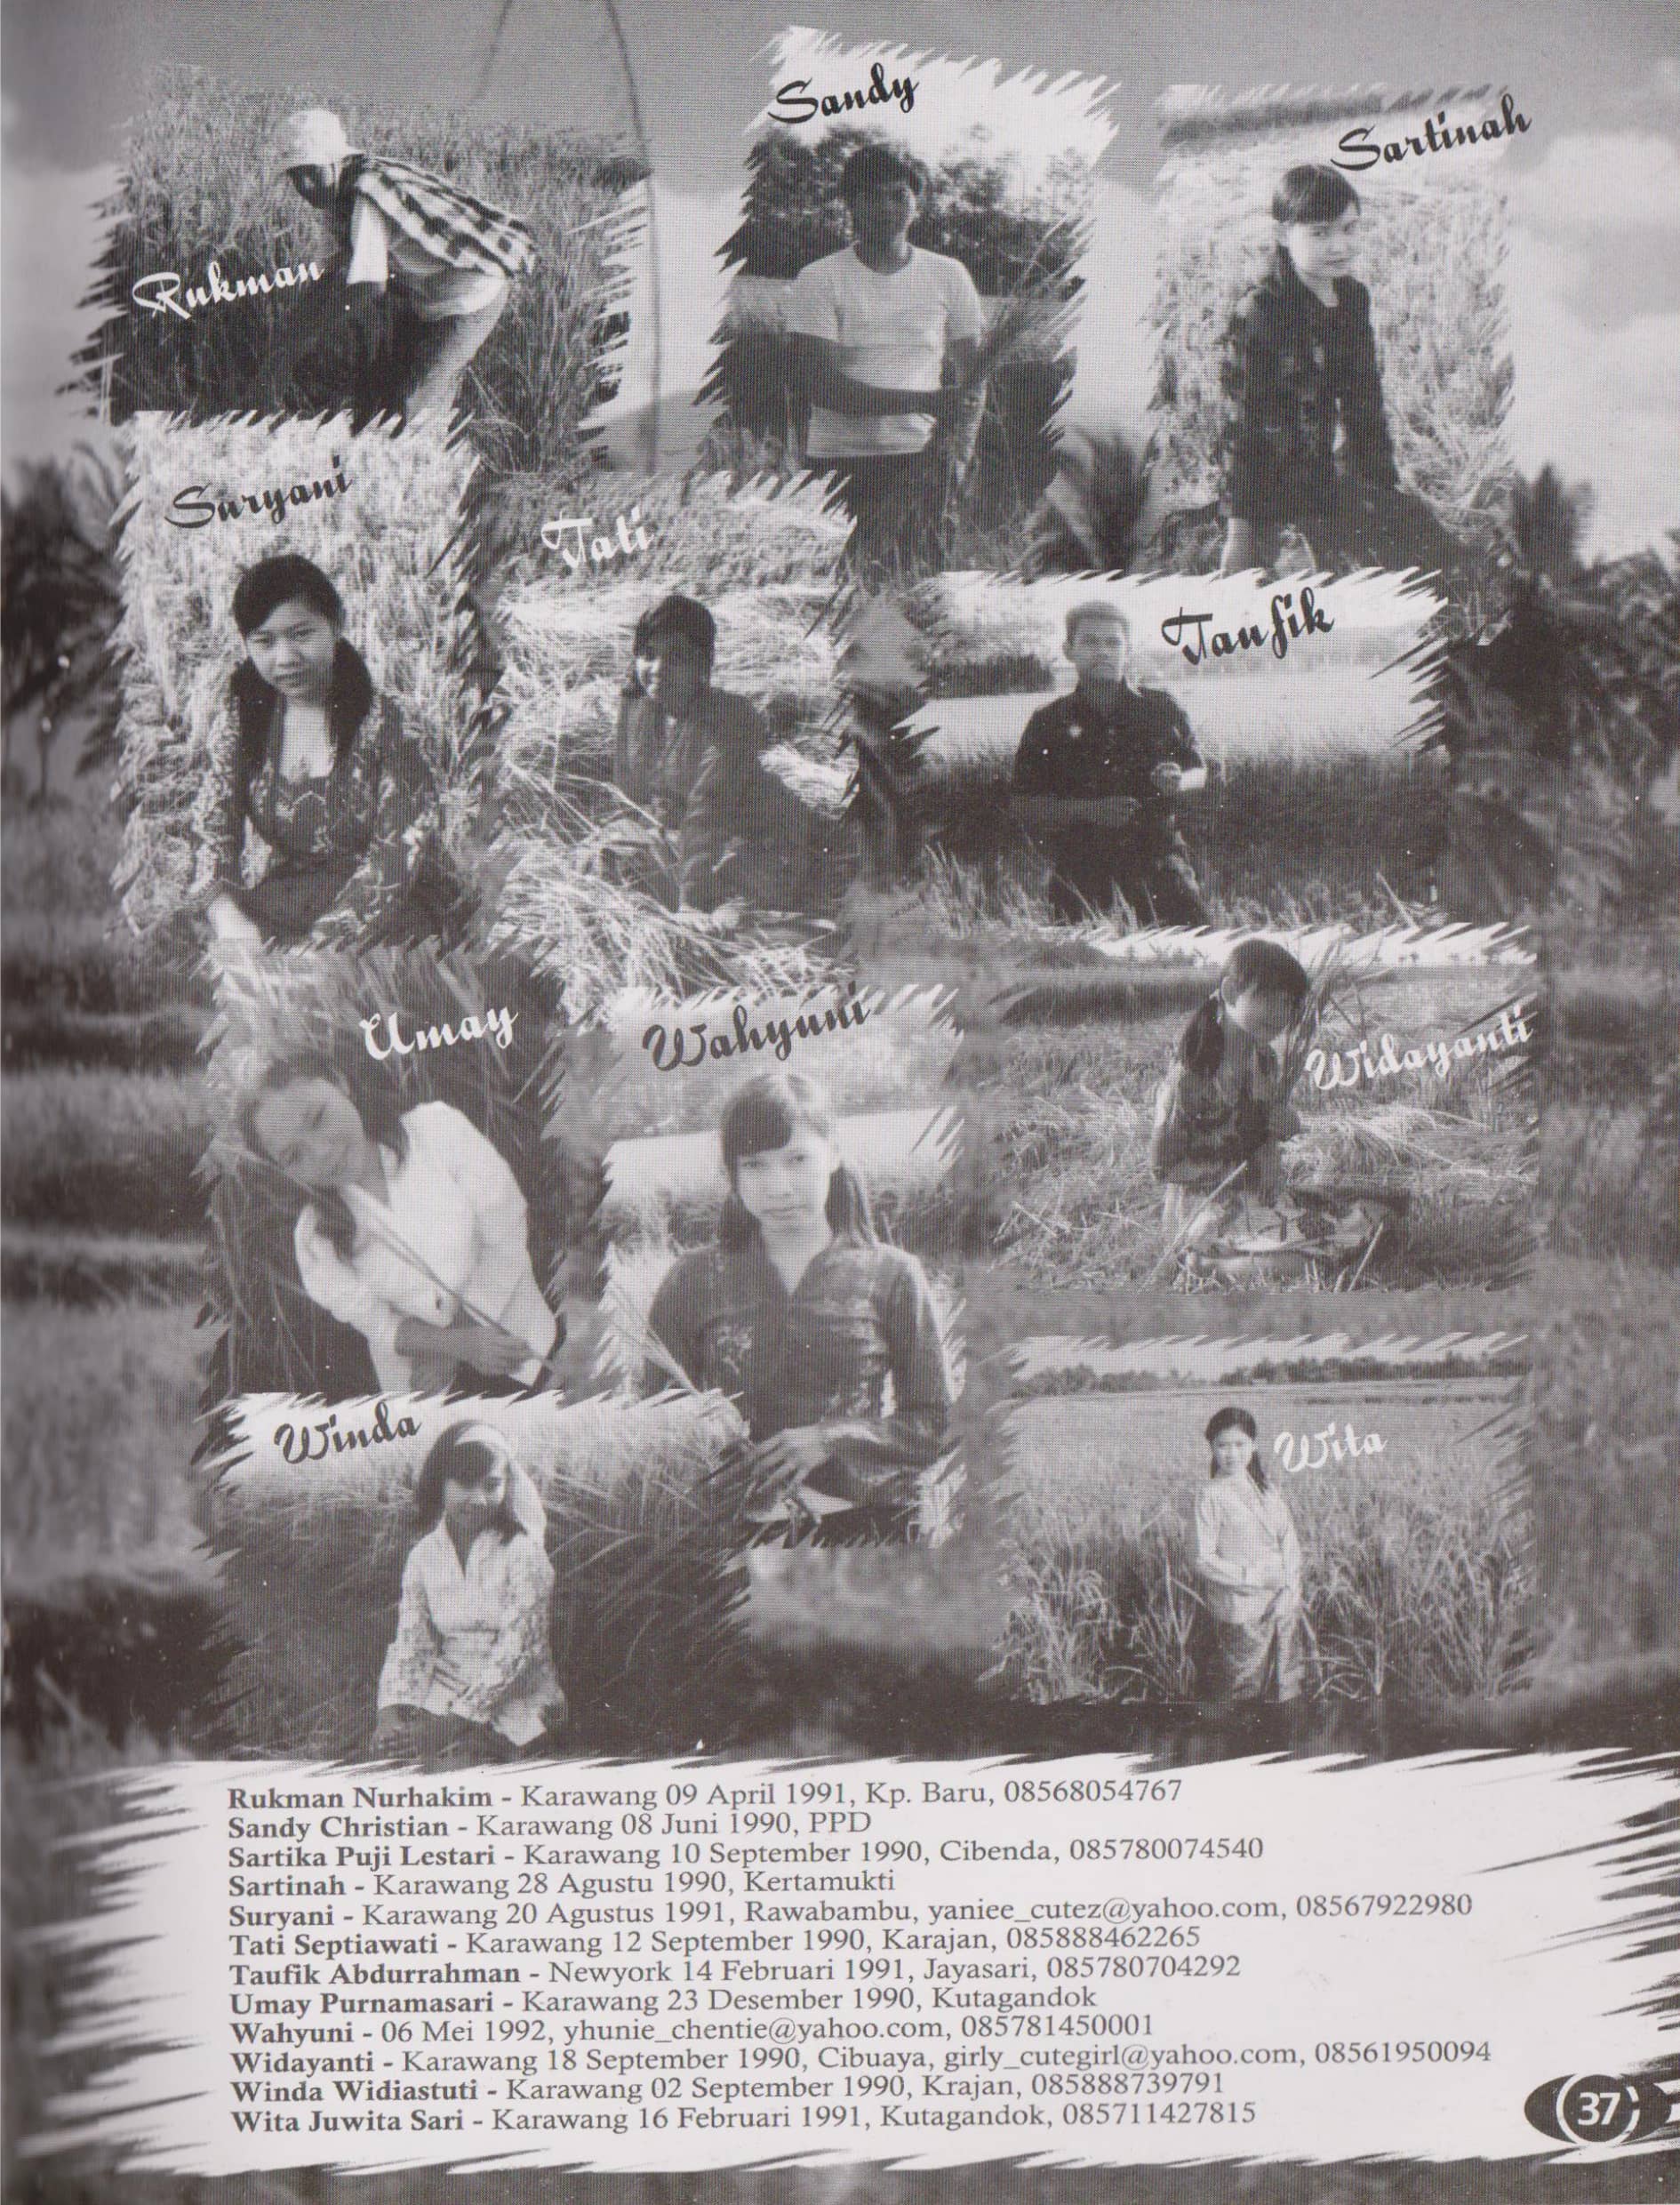 Sandy
Sartinah
Rukman
Suryani
Tati
Taufik
Umay
Wahyuni
Widayanti
Winda
Wita
Rukman Nurhakim - Karawang 09 April 1991, Kp. Baru, 08568054767
Sandy Christian - Karawang 08 Juni 1990, PPD
Sartika Puji Lestari - Karawang 10 September 1990, Cibenda, 085780074540
Sartinah - Karawang 28 Agustu 1990, Kertamukti
Suryani - Karawang 20 Agustus 1991, Rawabambu, yaniee_cutez@yahoo.com, 08567922980
Tati Septiawati - Karawang 12 September 1990, Karajan, 085888462265
Taufik Abdurrahman - Newyork 14 Februari 1991, Jayasari, 085780704292
Umay Purnamasari - Karawang 23 Desember 1990, Kutagandok
Wahyuni - 06 Mei 1992, yhunie_chentie@yahoo.com, 085781450001
Widayanti - Karawang 18 September 1990, Cibuaya, girly_cutegirl@yahoo.com, 08561950094
Winda Widiastuti - Karawang 02 September 1990, Krajan, 085888739791
Wita Juwita Sari - Karawang 16 Februari 1991, Kutagandok, 085711427815
37